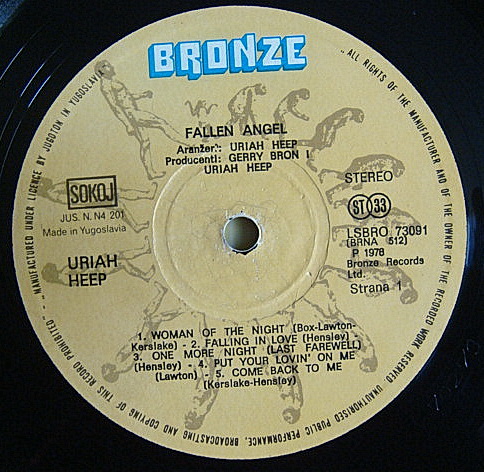 BRONZE
FALLEN ANGEL
Aranžer: URIAH HEEP
Producenti: GERRY BRON I
URIAH HEEP
SOKOJ
JUS. N. N4 201
Made in Yugoslavia
URIAH
HEEP
STEREO
ST 33
LSBRO 73091
(BRNA 512)
P 1978
Bronze Records
Ltd.
Strana 1
1. WOMAN OF THE NIGHT (Box-Lawton-
Kerslake) - 2. FALLING IN LOVE (Hensley) -
3. ONE MORE NIGHT (LAST FAREWELL)
(Hensley) - 4. PUT YOUR LOVIN' ON ME
(Lawton) - 5. COME BACK TO ME
(Kerslake-Hensley)
MANUFACTURED UNDER LICENCE BY JUGOTON IN YUGOSLAVIA .. ALL RIGHTS OF THE MANUFACTURER AND OF THE OWNER OF THE RECORDED WORK RESERVED UNAUTHORISED PUBLIC PERFORMANCE, BROADCASTING AND COPYING OF THIS RECORD PROHIBITED -